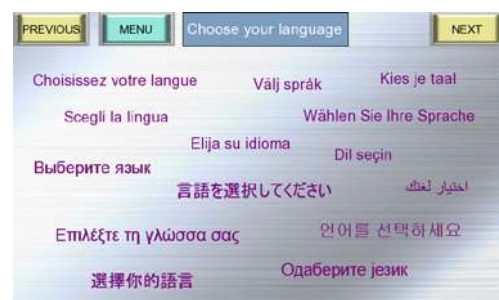 PREVIOUS MENU Choose your language NEXT
Choisissez votre langue Välj språk Kies je taal
Scegli la lingua Wählen Sie Ihre Sprache
Elija su idioma Dil seçin
Выберите язык
言語を選択してください اختيار لغتك
Επιλέξτε τη γλώσσα σας 언어를 선택하세요
選擇你的語言 Одаберите језик